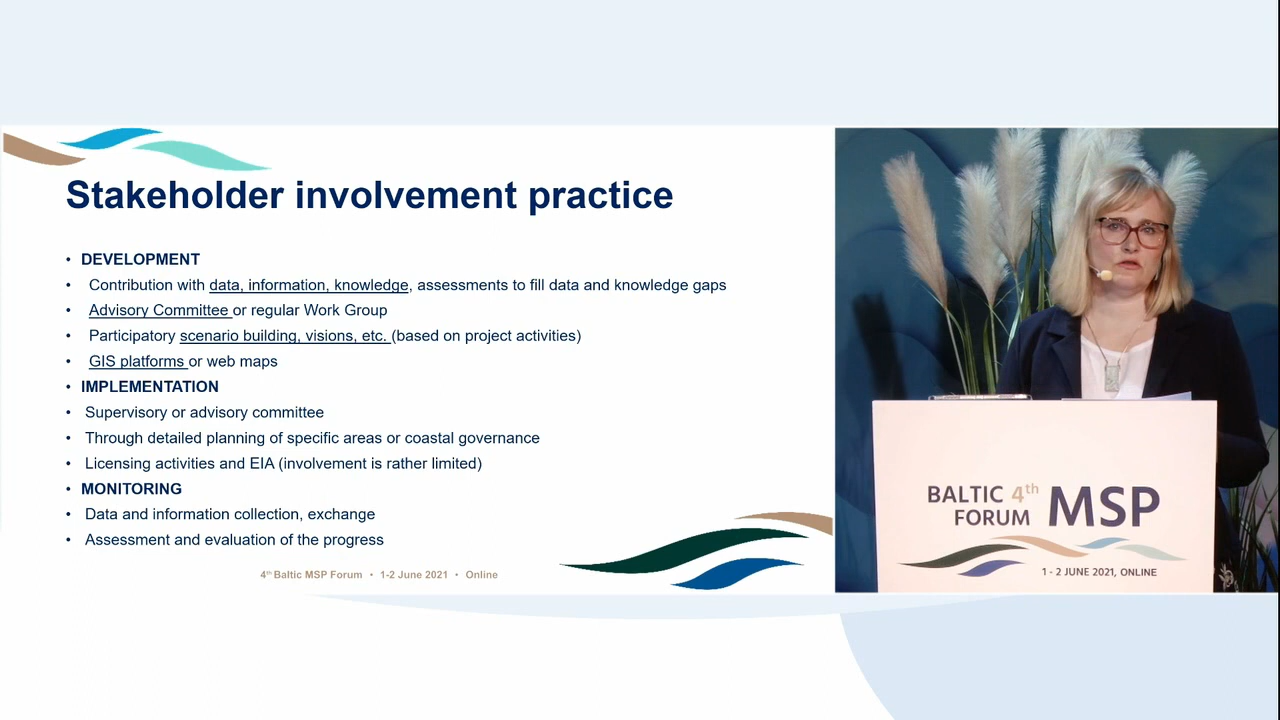 Stakeholder involvement practice
• DEVELOPMENT
• Contribution with data, information, knowledge, assessments to fill data and knowledge gaps
• Advisory Committee or regular Work Group
• Participatory scenario building, visions, etc. (based on project activities)
• GIS platforms or web maps
• IMPLEMENTATION
• Supervisory or advisory committee
• Through detailed planning of specific areas or coastal governance
• Licensing activities and EIA (involvement is rather limited)
• MONITORING
• Data and information collection, exchange
• Assessment and evaluation of the progress
4th Baltic MSP Forum • 1-2 June 2021 • Online
BALTIC 4th
FORUM MSP
1 - 2 JUNE 2021, ONLINE